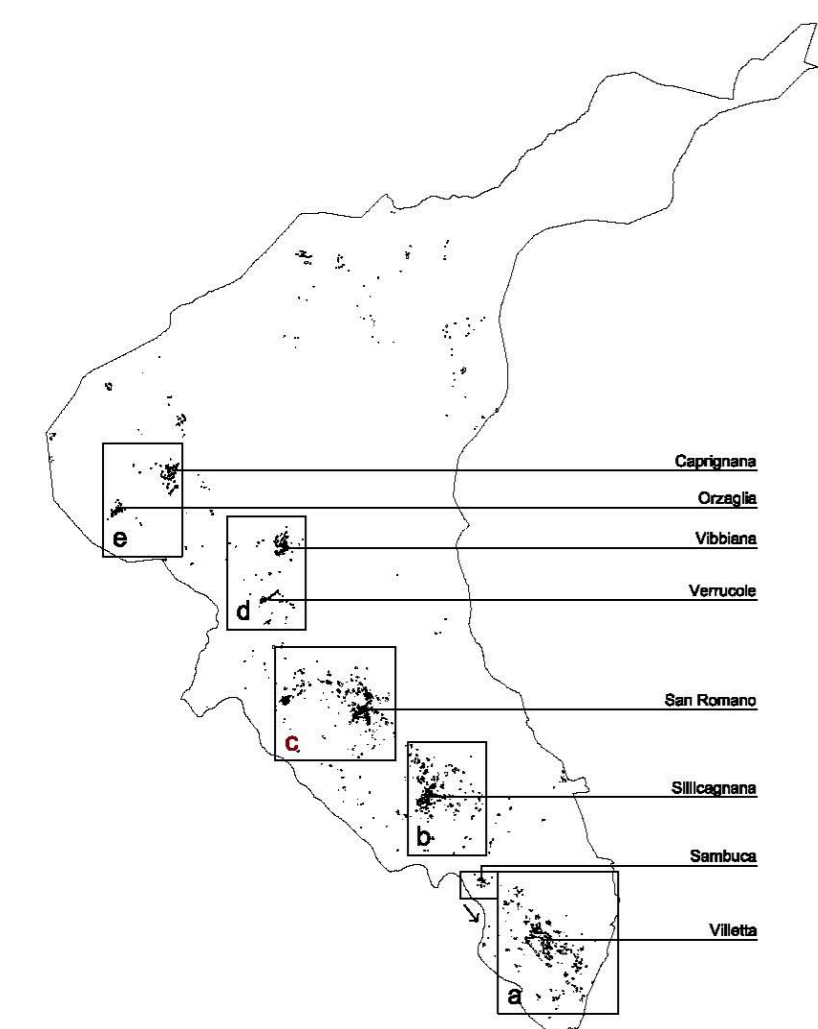 Caprignana
Orzaglia
e
Vibbiana
Verrucole
d
San Romano
c
Sillicagnana
b
Sambuca
Villetta
a